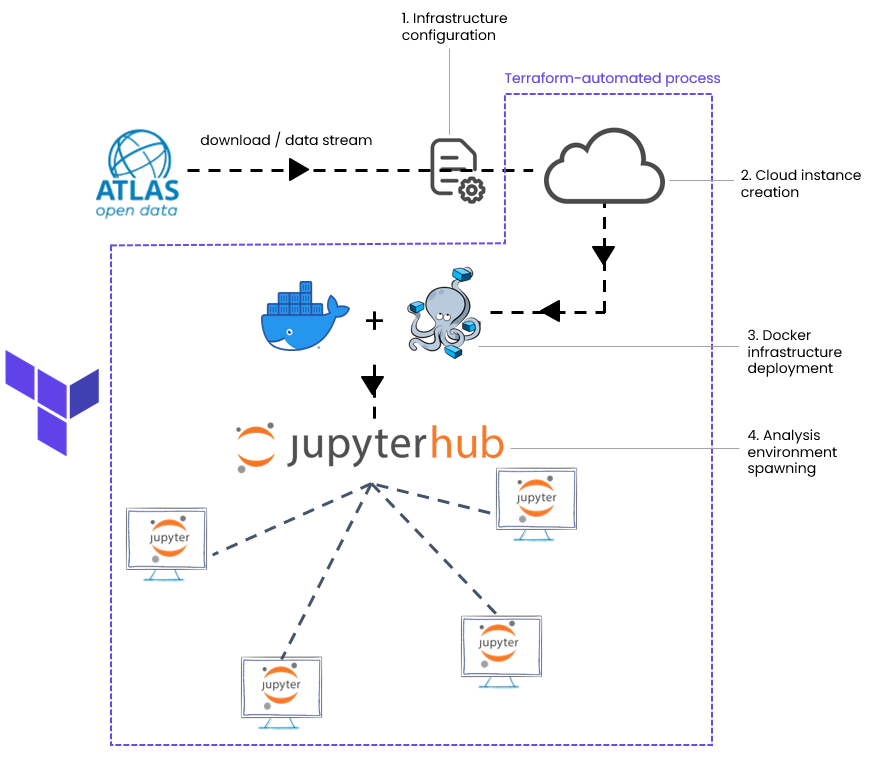 1. Infrastructure
configuration
Terraform-automated process
download / data stream
ATLAS
open data
2. Cloud instance
creation
3. Docker
infrastructure
deployment
jupyterhub
4. Analysis
environment
spawning
jupyter
jupyter
jupyter
jupyter